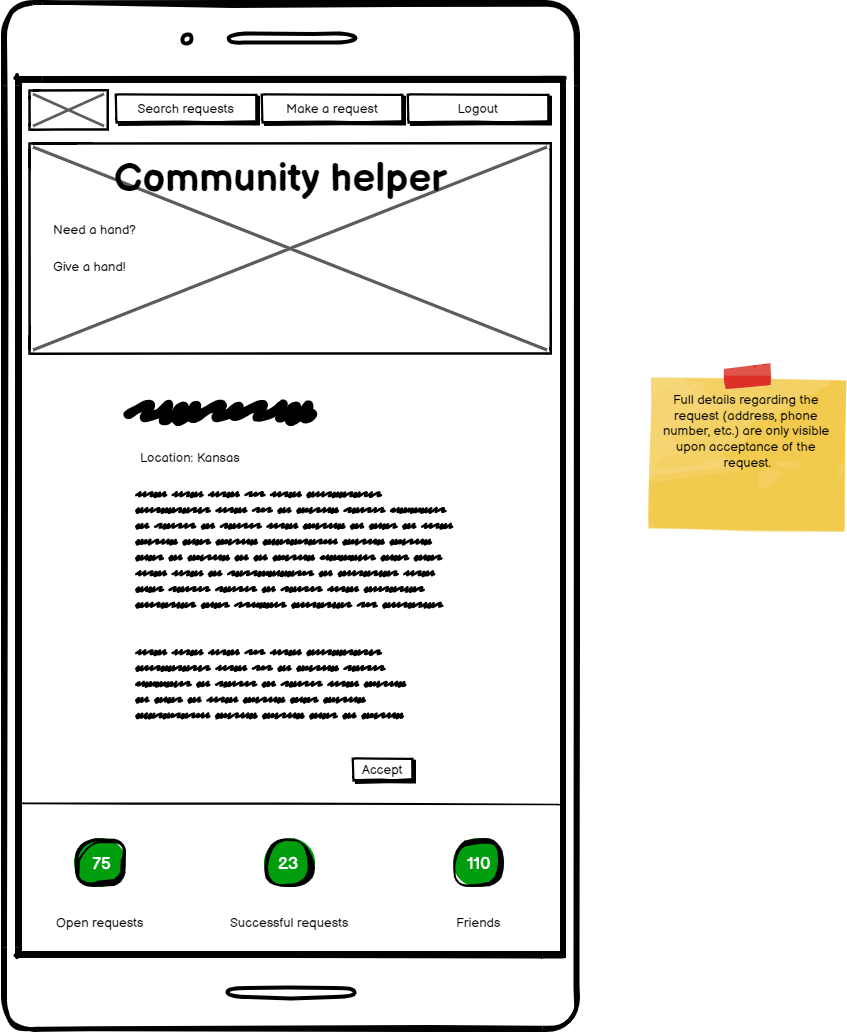 Search requests
Make a request
Logout
Community helper
Need a hand?
Give a hand!
Location: Kansas
Accept
75
23
110
Open requests
Successful requests
Friends
Full details regarding the
request (address, phone
number, etc.) are only visible
upon acceptance of the
request.